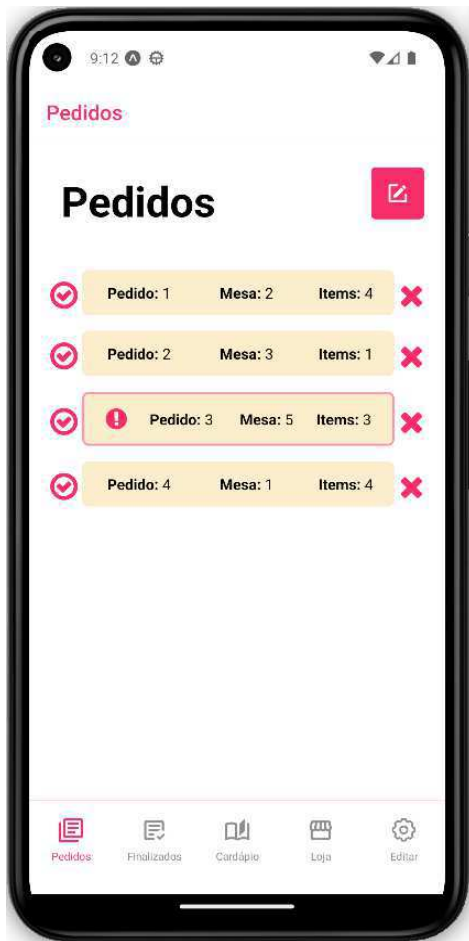 9:12
Pedidos
Pedidos
Pedido: 1 Mesa: 2 Items: 4
Pedido: 2 Mesa: 3 Items: 1
Pedido: 3 Mesa: 5 Items: 3
Pedido: 4 Mesa: 1 Items: 4
Pedidos Finalizados Cardápio Loja Editar